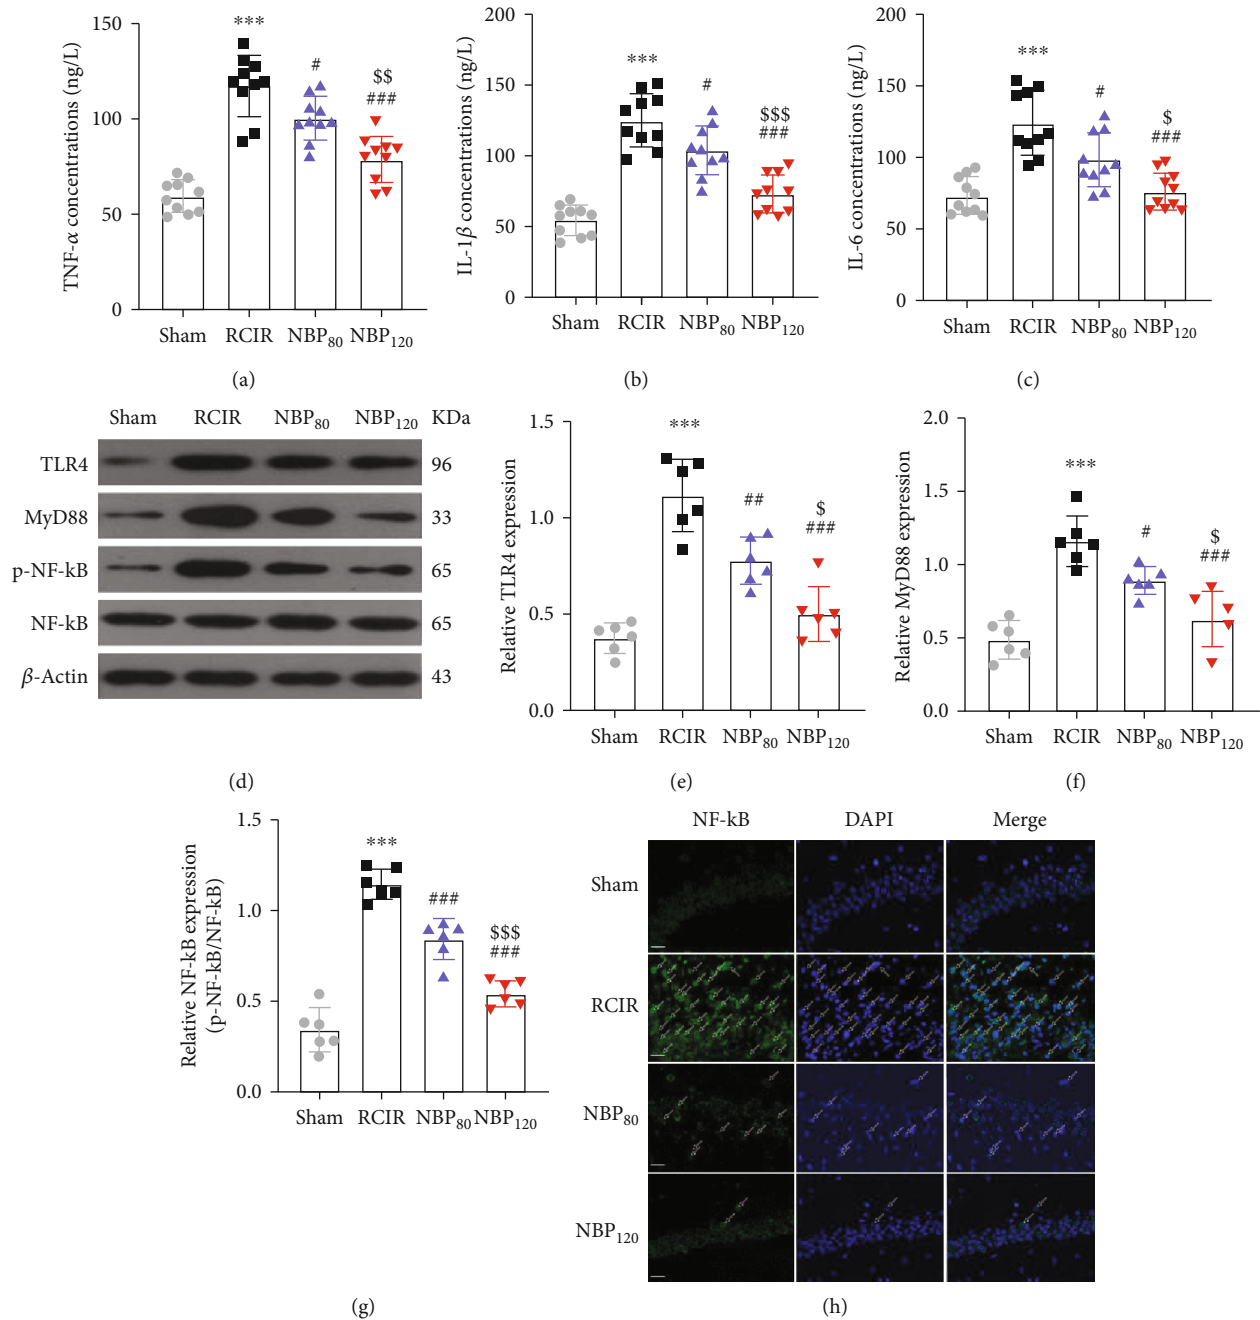 TNF-α concentrations (ng/L)
150
100
50
0
***
#
$$
###
Sham RCIR NBP80 NBP120
(a)
IL-1β concentrations (ng/L)
200
150
100
50
0
***
#
$$$
###
Sham RCIR NBP80 NBP120
(b)
IL-6 concentrations (ng/L)
200
150
100
50
0
***
#
$
###
Sham RCIR NBP80 NBP120
(c)
Sham RCIR NBP80 NBP120 KDa
TLR4 96
MyD88 33
p-NF-kB 65
NF-kB 65
β-Actin 43
(d)
Relative TLR4 expression
1.5
1.0
0.5
0.0
***
##
$
###
Sham RCIR NBP80 NBP120
(e)
Relative MyD88 expression
2.0
1.5
1.0
0.5
0.0
***
#
$
###
Sham RCIR NBP80 NBP120
(f)
Relative NF-kB expression
(p-NF-kB/NF-kB)
1.5
1.0
0.5
0.0
***
###
$$$
###
Sham RCIR NBP80 NBP120
(g)
NF-kB DAPI Merge
Sham
RCIR
NBP80
NBP120
(h)